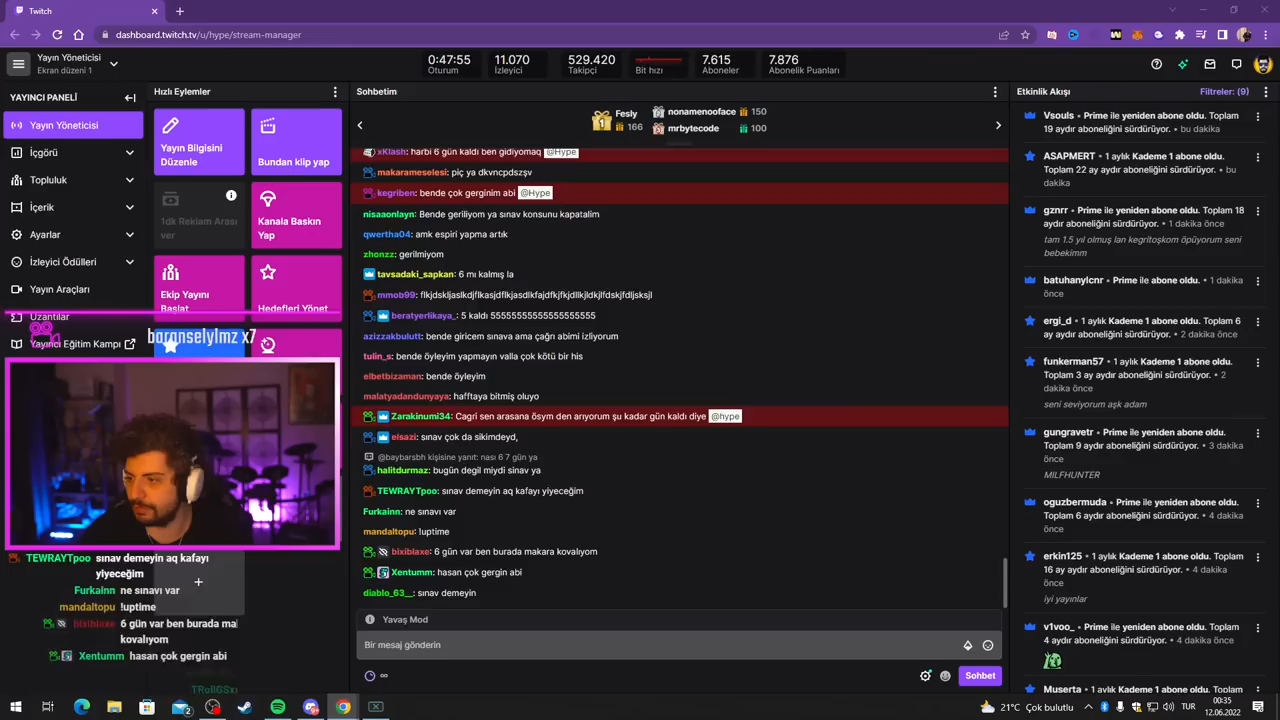 Twitch
dashboard.twitch.tv/u/hype/stream-manager
Yayın Yöneticisi
Ekran düzeni 1
0:47:55
Oturum
11.070
İzleyici
529.420
Takipçi
Bit hızı
7.615
Aboneler
7.876
Abonelik Puanları
YAYINCI PANELİ
Yayın Yöneticisi
İçgörü
Topluluk
İçerik
Ayarlar
İzleyici Ödülleri
Yayın Araçları
Uzantılar
Yayıncı Eğitim Kampı
baranselylmz x7
Hızlı Eylemler
Yayın Bilgisini
Düzenle
Bundan klip yap
1dk Reklam Arası
ver
Kanala Baskın
Yap
Ekip Yayını
Başlat
Hedefleri Yönet
TEWRAYTpoo sınav demeyin aq kafayı
yiyeceğim
Furkainn: ne sınavı var
mandaltopu !uptime
bixiblaxe: 6 gün var ben burada mal
kovalıyom
Xentumm: hasan çok gergin abi
Sohbetim
Fesly
166
nonamenooface 150
mrbytecode 100
xKlash: harbi 6 gün kaldı ben gidiyomaq @Hype
makarameselesi: piç ya dkvncpdszşv
kegriben: bende çok gerginim abi @Hype
nisaaonlayn: Bende geriliyom ya sınav konsunu kapatalim
qwertha04: amk espiri yapma artık
zhonzz: gerilmiyom
tavsadaki_sapkan: 6 mı kalmış la
mmob99: flkjdskljaslkdjflkasjdflkjasdlkfajdfkjfkjdllkjldkjlfdskjfdljsksjl
beratyerlikaya_: 5 kaldı 55555555555555555555
azizzakbulutt: bende giricem sınava ama çağrı abimi izliyorum
tulin_s: bende öyleyim yapmayın valla çok kötü bir his
elbetbizaman: bende öyleyim
malatyadandunyaya: hafftaya bitmiş oluyo
Zarakinumi34: Cagri sen arasana ösym den arıyorum şu kadar gün kaldı diye @hype
elsazi: sınav çok da sikimdeyd,
@baybarsbh kişisine yanıt: nası 6 7 gün ya
halitdurmaz: bugün degil miydi sinav ya
TEWRAYTpoo: sınav demeyin aq kafayı yiyeceğim
Furkainn: ne sınavı var
mandaltopu: !uptime
bixiblaxe: 6 gün var ben burada makara kovalıyom
Xentumm: hasan çok gergin abi
diablo_63__: sınav demeyin
Yavaş Mod
Bir mesaj gönderin
Sohbet
Etkinlik Akışı
Filtreler: (9)
Vsouls • Prime ile yeniden abone oldu. Toplam
19 aydır aboneliğini sürdürüyor. • bu dakika
ASAPMERT • 1 aylık Kademe 1 abone oldu.
Toplam 22 ay aydır aboneliğini sürdürüyor. • bu
dakika
gznrr • Prime ile yeniden abone oldu. Toplam 18
aydır aboneliğini sürdürüyor. • 1 dakika önce
tam 1.5 yıl olmuş lan kegritoşkom öpüyorum seni
bebekimm
batuhanylcnr • Prime ile abone oldu. • 1 dakika
önce
ergi_d • 1 aylık Kademe 1 abone oldu. Toplam 6
ay aydır aboneliğini sürdürüyor. • 2 dakika önce
funkerman57 • 1 aylık Kademe 1 abone oldu.
Toplam 3 ay aydır aboneliğini sürdürüyor. • 2
dakika önce
seni seviyorum aşk adam
gungravetr • Prime ile yeniden abone oldu.
Toplam 9 aydır aboneliğini sürdürüyor. • 3 dakika
önce
MILFHUNTER
oguzbermuda • Prime ile yeniden abone oldu.
Toplam 6 aydır aboneliğini sürdürüyor. • 4 dakika
önce
erkin125 • 1 aylık Kademe 1 abone oldu. Toplam
16 ay aydır aboneliğini sürdürüyor. • 4 dakika
önce
iyi yayınlar
v1voo_ • Prime ile yeniden abone oldu. Toplam
4 aydır aboneliğini sürdürüyor. • 4 dakika önce
Muserta • 1 aylık Kademe 1 abone oldu.
21°C Çok bulutlu
TUR
00:35
12.06.2022